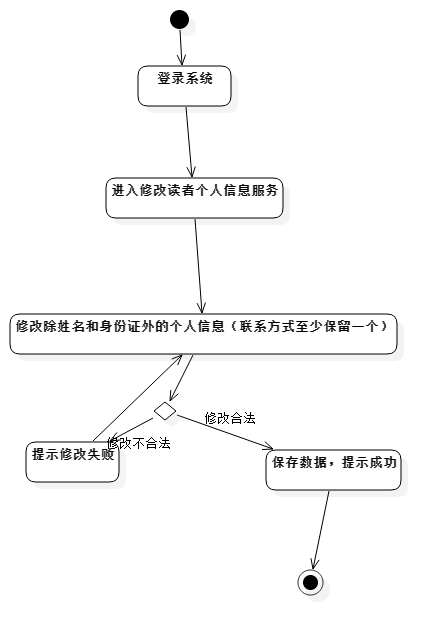 登录系统
进入修改读者个人信息服务
修改除姓名和身份证外的个人信息（联系方式至少保留一个）
修改合法
修改不合法
提示修改失败
保存数据，提示成功